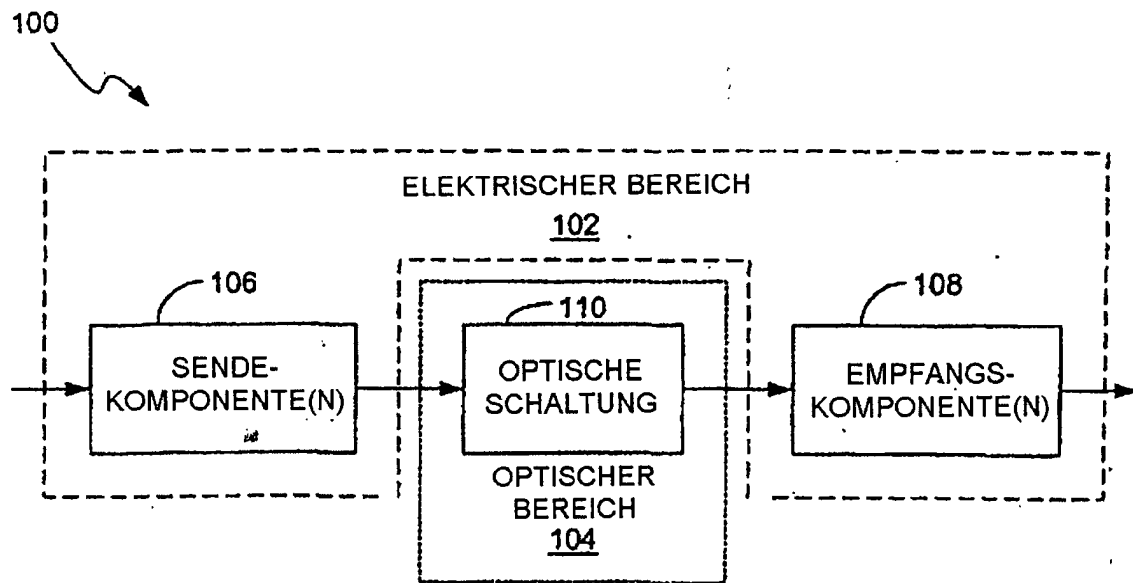 100
ELEKTRISCHER BEREICH
102
106
110
108
SENDE-
KOMPONENTE(N)
OPTISCHE
SCHALTUNG
EMPFANGS-
KOMPONENTE(N)
OPTISCHER
BEREICH
104